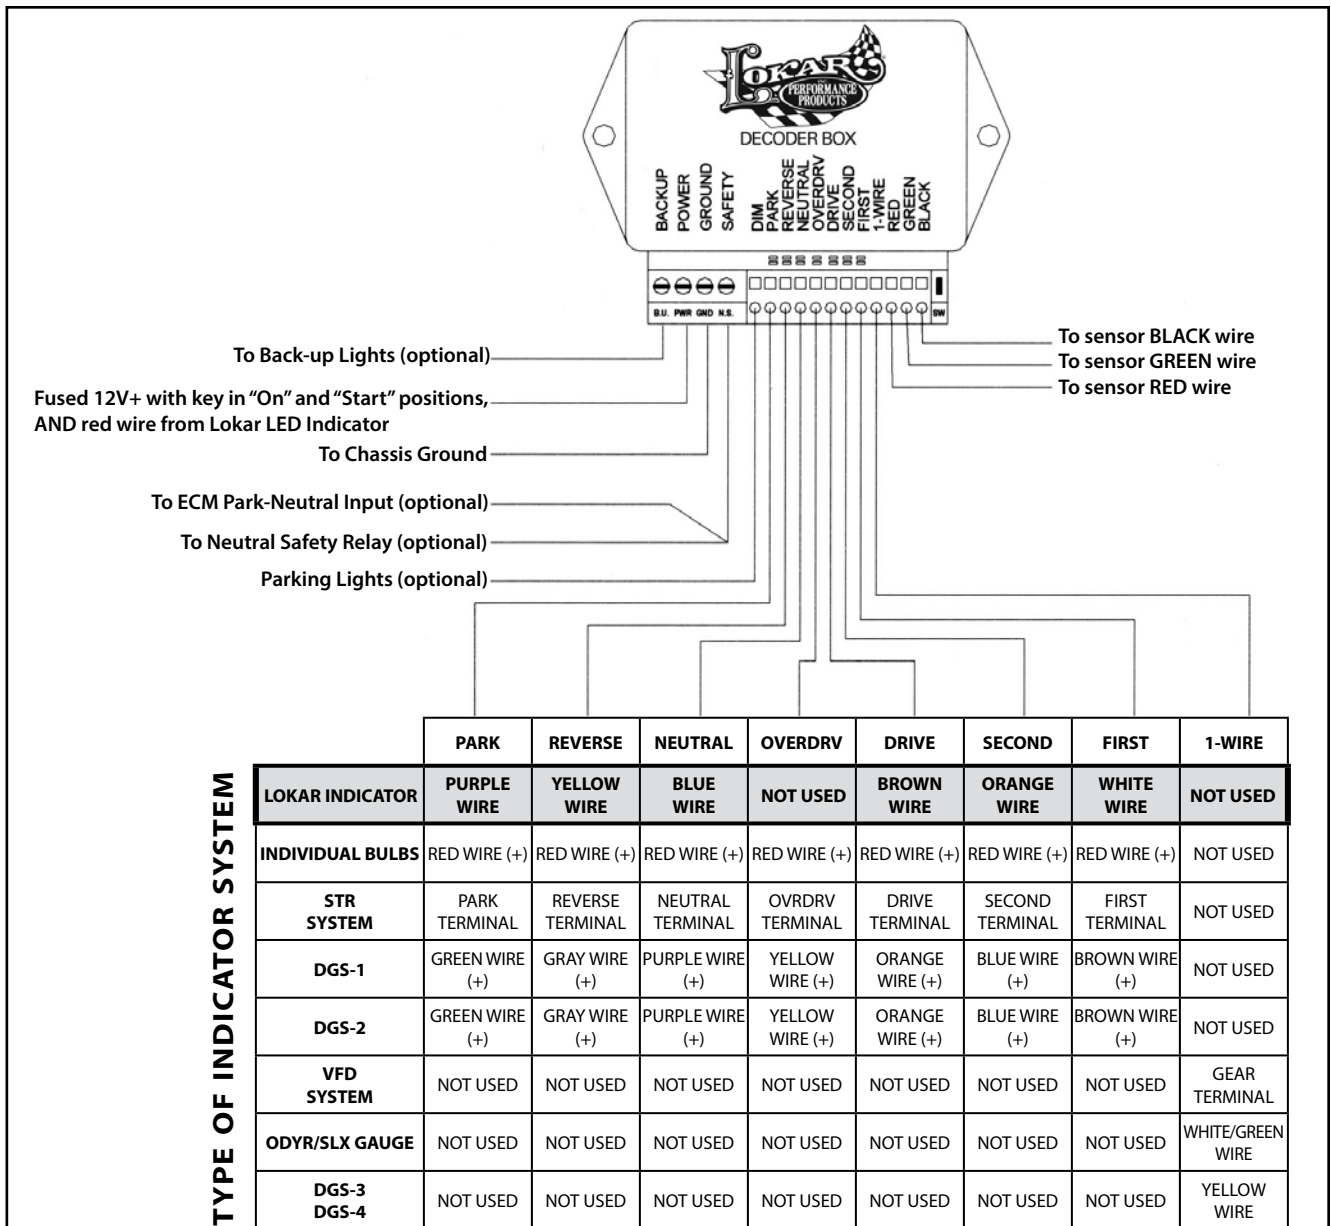 LOKAR
INC
PERFORMANCE
PRODUCTS
DECODER BOX
BACKUP
POWER
GROUND
SAFETY
DIM
PARK
REVERSE
NEUTRAL
OVERDRV
DRIVE
SECOND
FIRST
1-WIRE
RED
GREEN
BLACK
B.U. PWR GND N.S. SW
To Back-up Lights (optional)
Fused 12V+ with key in "On" and "Start" positions,
AND red wire from Lokar LED Indicator
To Chassis Ground
To ECM Park-Neutral Input (optional)
To Neutral Safety Relay (optional)
Parking Lights (optional)
To sensor BLACK wire
To sensor GREEN wire
To sensor RED wire
TYPE OF INDICATOR SYSTEM
PARK REVERSE NEUTRAL OVERDRV DRIVE SECOND FIRST 1-WIRE
LOKAR INDICATOR PURPLE WIRE YELLOW WIRE BLUE WIRE NOT USED BROWN WIRE ORANGE WIRE WHITE WIRE NOT USED
INDIVIDUAL BULBS RED WIRE (+) RED WIRE (+) RED WIRE (+) RED WIRE (+) RED WIRE (+) RED WIRE (+) RED WIRE (+) NOT USED
STR SYSTEM PARK TERMINAL REVERSE TERMINAL NEUTRAL TERMINAL OVRDRV TERMINAL DRIVE TERMINAL SECOND TERMINAL FIRST TERMINAL NOT USED
DGS-1 GREEN WIRE (+) GRAY WIRE (+) PURPLE WIRE (+) YELLOW WIRE (+) ORANGE WIRE (+) BLUE WIRE (+) BROWN WIRE (+) NOT USED
DGS-2 GREEN WIRE (+) GRAY WIRE (+) PURPLE WIRE (+) YELLOW WIRE (+) ORANGE WIRE (+) BLUE WIRE (+) BROWN WIRE (+) NOT USED
VFD SYSTEM NOT USED NOT USED NOT USED NOT USED NOT USED NOT USED NOT USED GEAR TERMINAL
ODYR/SLX GAUGE NOT USED NOT USED NOT USED NOT USED NOT USED NOT USED NOT USED WHITE/GREEN WIRE
DGS-3 DGS-4 NOT USED NOT USED NOT USED NOT USED NOT USED NOT USED NOT USED YELLOW WIRE